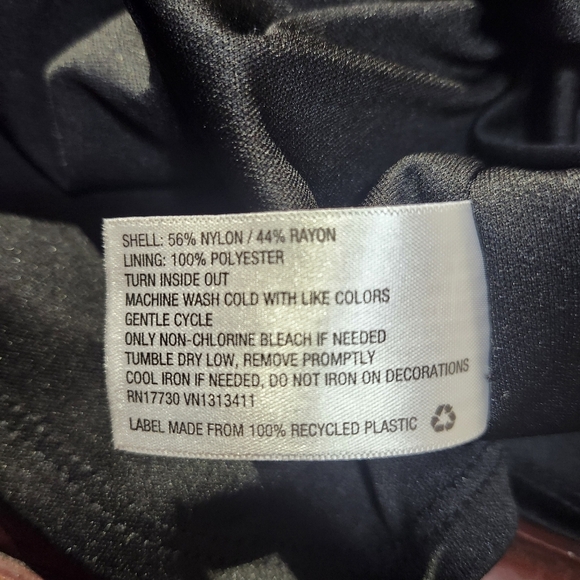 SHELL: 56% NYLON / 44% RAYON
LINING: 100% POLYESTER
TURN INSIDE OUT
MACHINE WASH COLD WITH LIKE COLORS
GENTLE CYCLE
ONLY NON-CHLORINE BLEACH IF NEEDED
TUMBLE DRY LOW, REMOVE PROMPTLY
COOL IRON IF NEEDED, DO NOT IRON ON DECORATIONS
RN17730 VN1313411
LABEL MADE FROM 100% RECYCLED PLASTIC